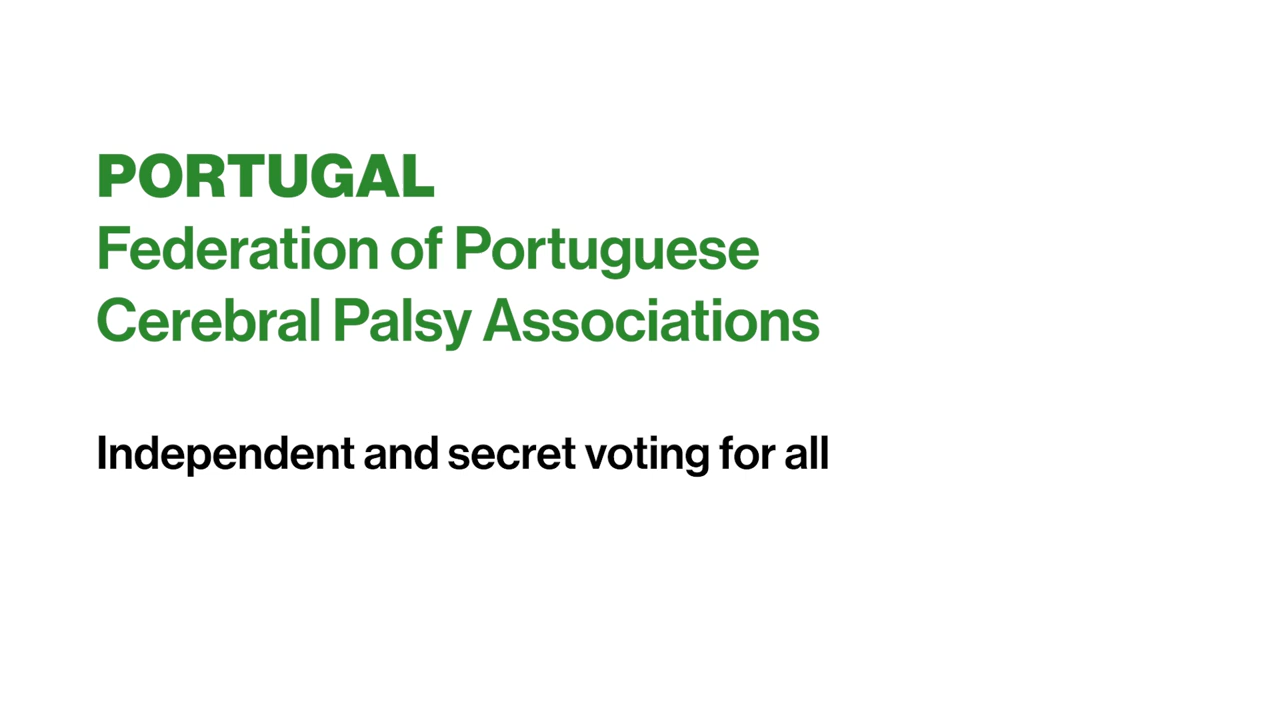 PORTUGAL
Federation of Portuguese
Cerebral Palsy Associations
Independent and secret voting for all